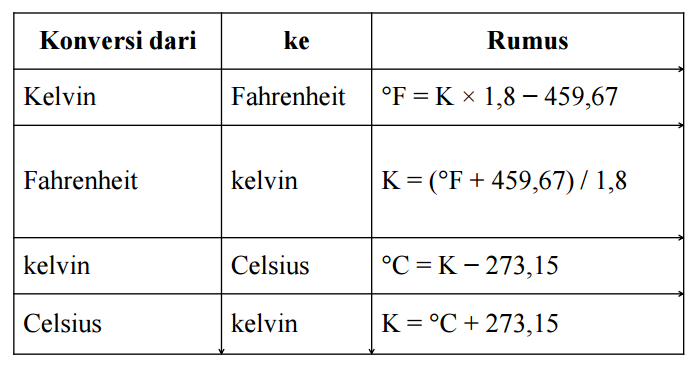 Konversi dari ke Rumus
Kelvin Fahrenheit °F = K × 1,8 − 459,67
Fahrenheit kelvin K = (°F + 459,67) / 1,8
kelvin Celsius °C = K − 273,15
Celsius kelvin K = °C + 273,15